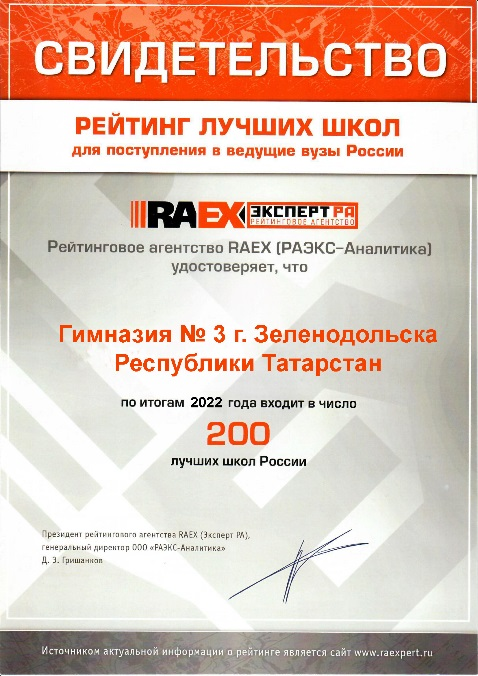 СВИДЕТЕЛЬСТВО
РЕЙТИНГ ЛУЧШИХ ШКОЛ
для поступления в ведущие вузы России
RAEX ЭКСПЕРТ РА
РЕЙТИНГОВОЕ АГЕНТСТВО
Рейтинговое агентство RAEX (РАЭКС-Аналитика)
удостоверяет, что
Гимназия № 3 г. Зеленодольска
Республики Татарстан
по итогам 2022 года входит в число
200
лучших школ России
Президент рейтингового агентства RAEX (Эксперт РА),
генеральный директор ООО «РАЭКС-Аналитика»
Д. Э. Гришанков
Источником актуальной информации о рейтинге является сайт www.raexpert.ru